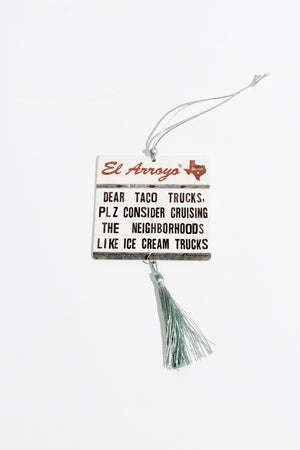 El Arroyo®
DEAR TACO TRUCKS,
PLZ CONSIDER CRUISING
THE NEIGHBORHOODS
LIKE ICE CREAM TRUCKS